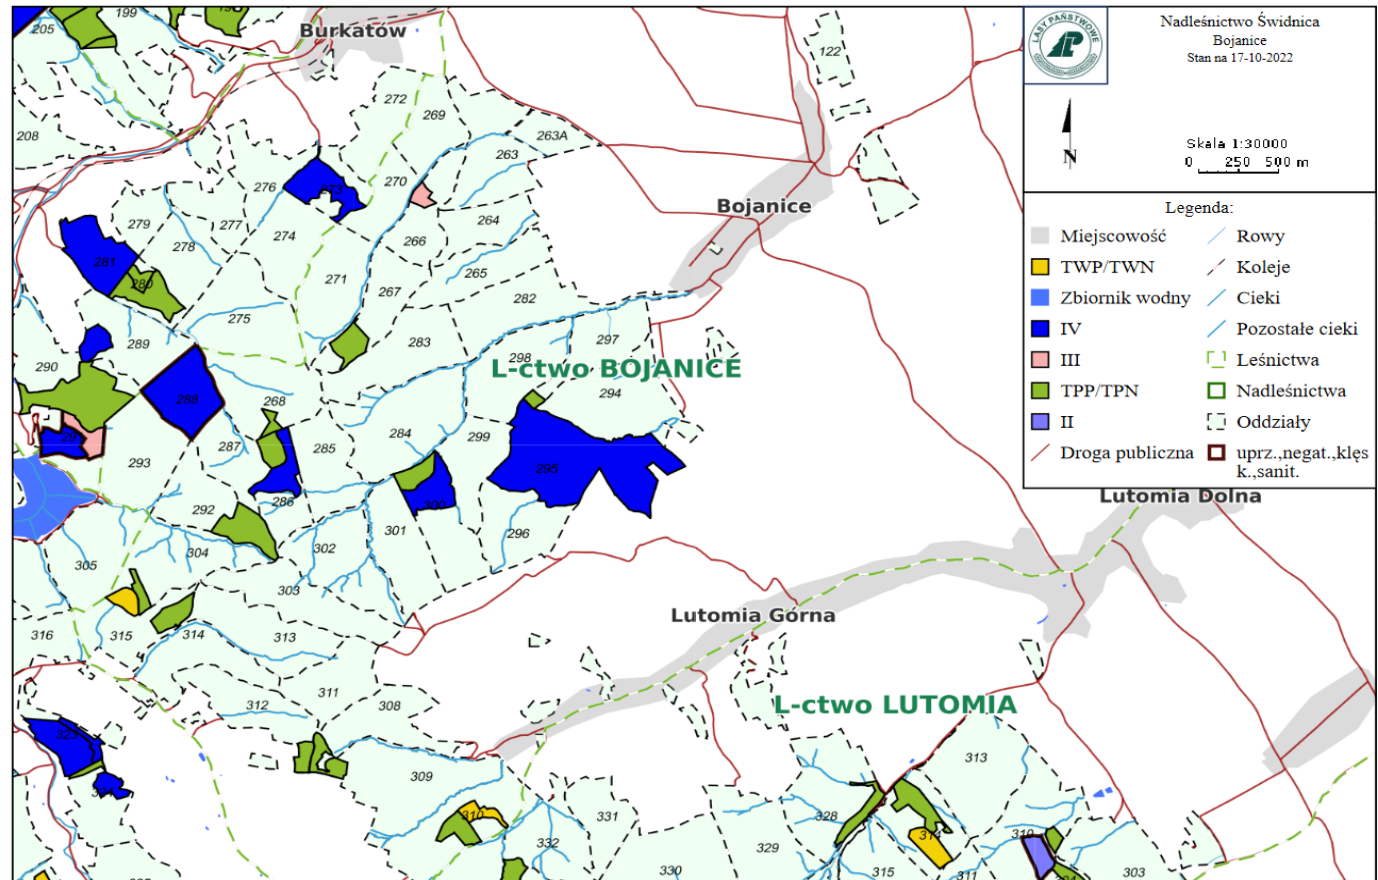 Nadleśnictwo Świdnica
Bojanice
Stan na 17-10-2022
LASY PAŃSTWOWE
N
Skala 1:30000
0 250 500 m
Legenda:
Miejscowość
TWP/TWN
Zbiornik wodny
IV
III
TPP/TPN
II
Droga publiczna
Rowy
Koleje
Cieki
Pozostałe cieki
Leśnictwa
Nadleśnictwa
Oddziały
uprz.,negat.,klęs
k.,sanit.
205
199
Burkatów
122
272
269
208
263A
263
276
273
270
279
277
264
Bojanice
278
274
266
281
280
271
267
265
282
275
289
283
297
298
290
L-ctwo BOJANICE
288
268
294
284
299
287
285
293
295
286
300
292
301
296
304
302
305
303
Lutomia Dolna
316
315
314
313
Lutomia Górna
311
312
308
L-ctwo LUTOMIA
323
309
313
310
331
328
332
329
314
310
330
315
311
303